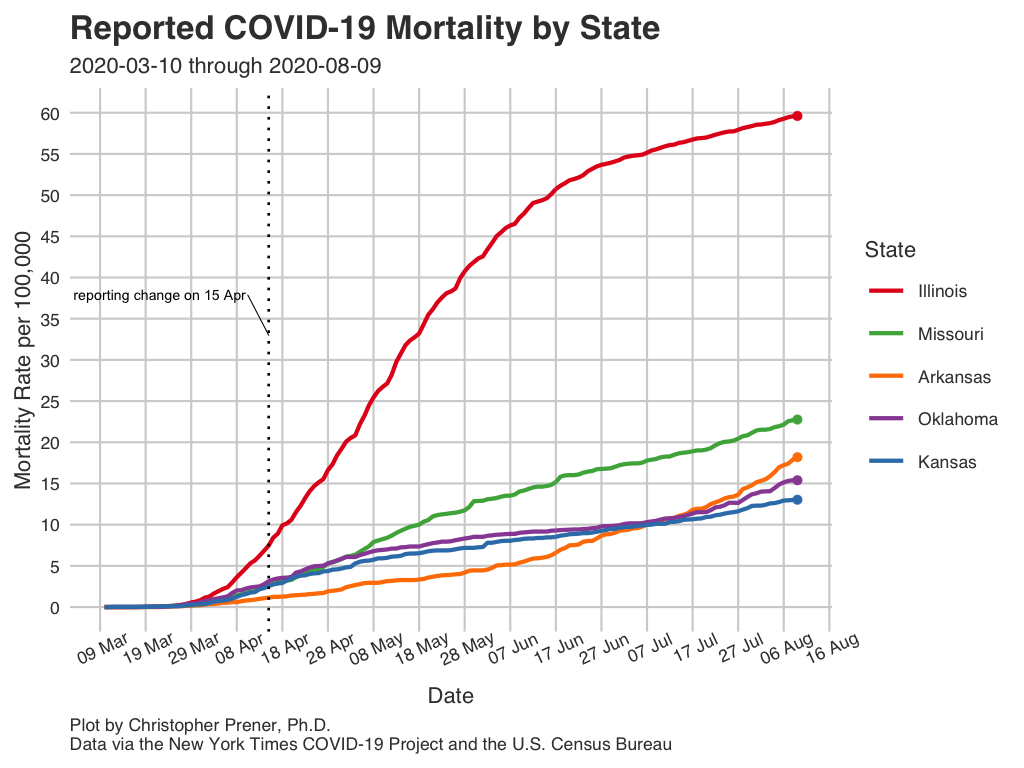 Reported COVID-19 Mortality by State
2020-03-10 through 2020-08-09
Mortality Rate per 100,000
60
55
50
45
40
35
30
25
20
15
10
5
0
reporting change on 15 Apr
09 Mar
19 Mar
29 Mar
08 Apr
18 Apr
28 Apr
08 May
18 May
28 May
07 Jun
17 Jun
27 Jun
07 Jul
17 Jul
27 Jul
06 Aug
16 Aug
Date
State
Illinois
Missouri
Arkansas
Oklahoma
Kansas
Plot by Christopher Prener, Ph.D.
Data via the New York Times COVID-19 Project and the U.S. Census Bureau